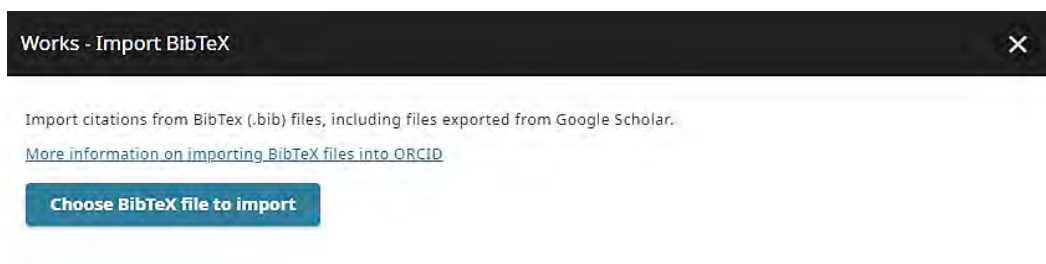 Works - Import BibTeX
Import citations from BibTex (.bib) files, including files exported from Google Scholar.
More information on importing BibTeX files into ORCID
Choose BibTeX file to import